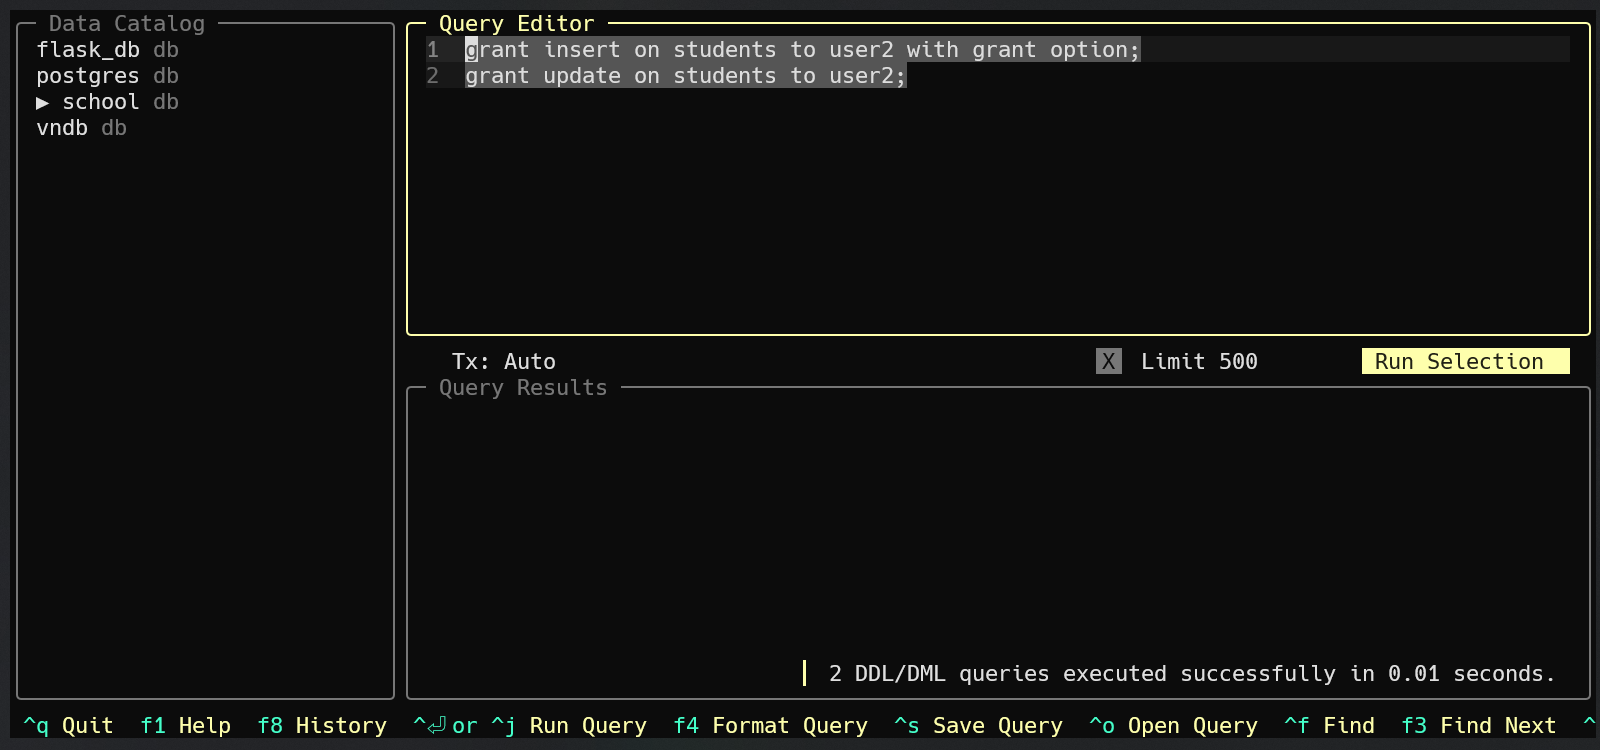 Data Catalog
flask_db db
postgres db
▶ school db
vndb db
Query Editor
1 grant insert on students to user2 with grant option;
2 grant update on students to user2;
Tx: Auto X Limit 500 Run Selection
Query Results
2 DDL/DML queries executed successfully in 0.01 seconds.
^q Quit f1 Help f8 History ^⏎ or ^j Run Query f4 Format Query ^s Save Query ^o Open Query ^f Find f3 Find Next ^